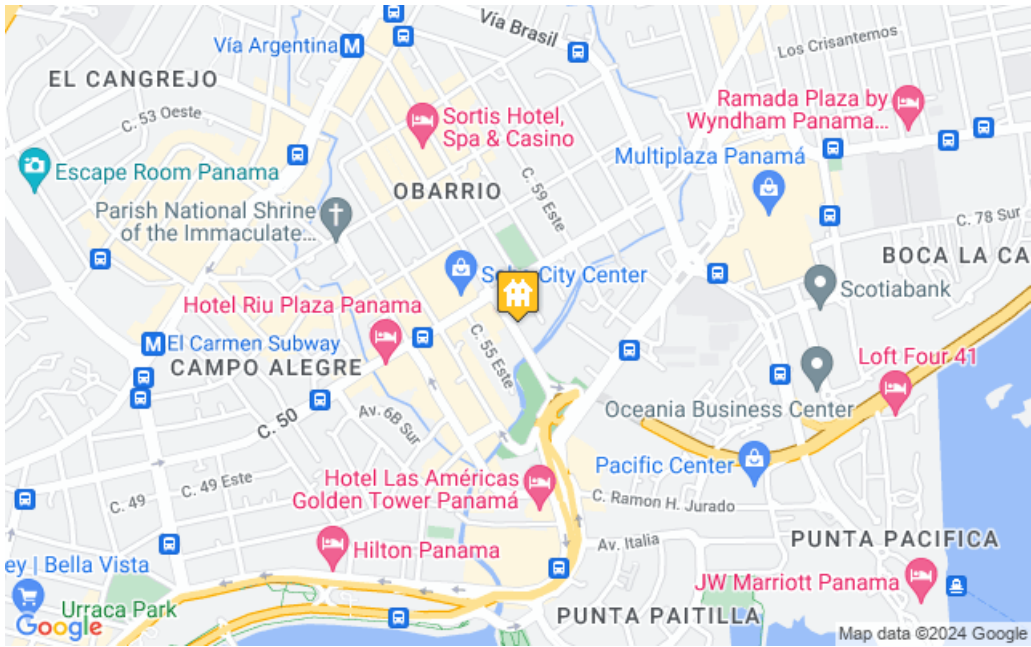 Vía Brasil
Vía Argentina
M
Los Crisantemos
EL CANGREJO
C. 53 Oeste
Sortis Hotel,
Spa & Casino
Ramada Plaza by
Wyndham Panama...
Multiplaza Panamá
Escape Room Panama
OBARRIO
C. 59 Este
Parish National Shrine
of the Immaculate...
C. 78 Sur
BOCA LA CA
City Center
Scotiabank
Hotel Riu Plaza Panama
M
El Carmen Subway
C. 55 Este
CAMPO ALEGRE
Loft Four 41
Av. 6B Sur
Oceania Business Center
C. 50
Pacific Center
Hotel Las Américas
Golden Tower Panamá
C. 49 Este
C. 49
C. Ramon H. Jurado
Av. Italia
PUNTA PACIFICA
Hilton Panama
ey | Bella Vista
JW Marriott Panama
Urraca Park
PUNTA PAITILLA
Google
Map data ©2024 Google